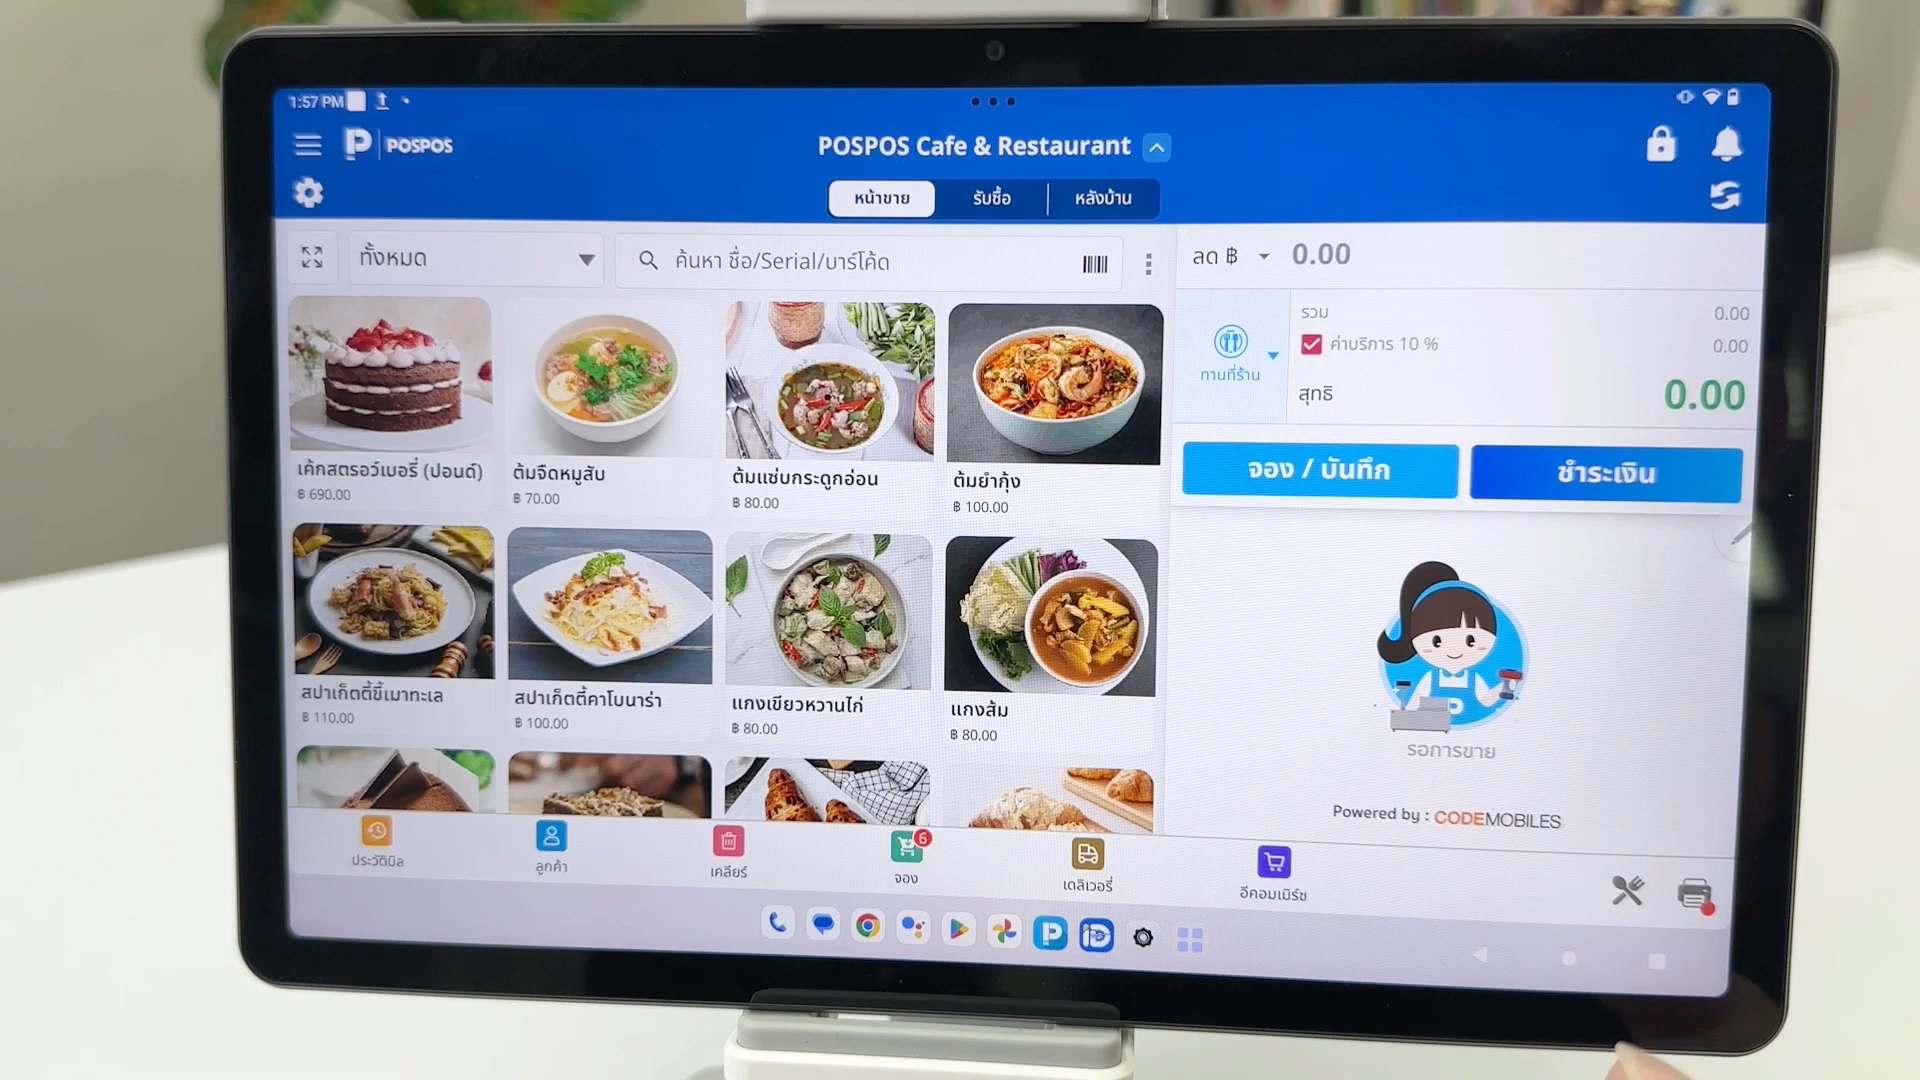 1:57 PM
POSPOS
POSPOS Cafe & Restaurant
หน้าขาย
รับซื้อ
หลังบ้าน
ทั้งหมด
ค้นหา ชื่อ/Serial/บาร์โค้ด
ลด ฿
0.00
ทานที่ร้าน
รวม
0.00
ค่าบริการ 10 %
0.00
สุทธิ
0.00
จอง / บันทึก
ชำระเงิน
เค้กสตรอว์เบอรี่ (ปอนด์)
฿ 690.00
ต้มจืดหมูสับ
฿ 70.00
ต้มแซ่บกระดูกอ่อน
฿ 80.00
ต้มยำกุ้ง
฿ 100.00
สปาเก็ตตี้ขี้เมาทะเล
฿ 110.00
สปาเก็ตตี้คาโบนาร่า
฿ 100.00
แกงเขียวหวานไก่
฿ 80.00
แกงส้ม
฿ 80.00
รอการขาย
Powered by : CODEMOBILES
ประวัติบิล
ลูกค้า
เคลียร์
6
จอง
เดลิเวอรี่
อีคอมเมิร์ซ